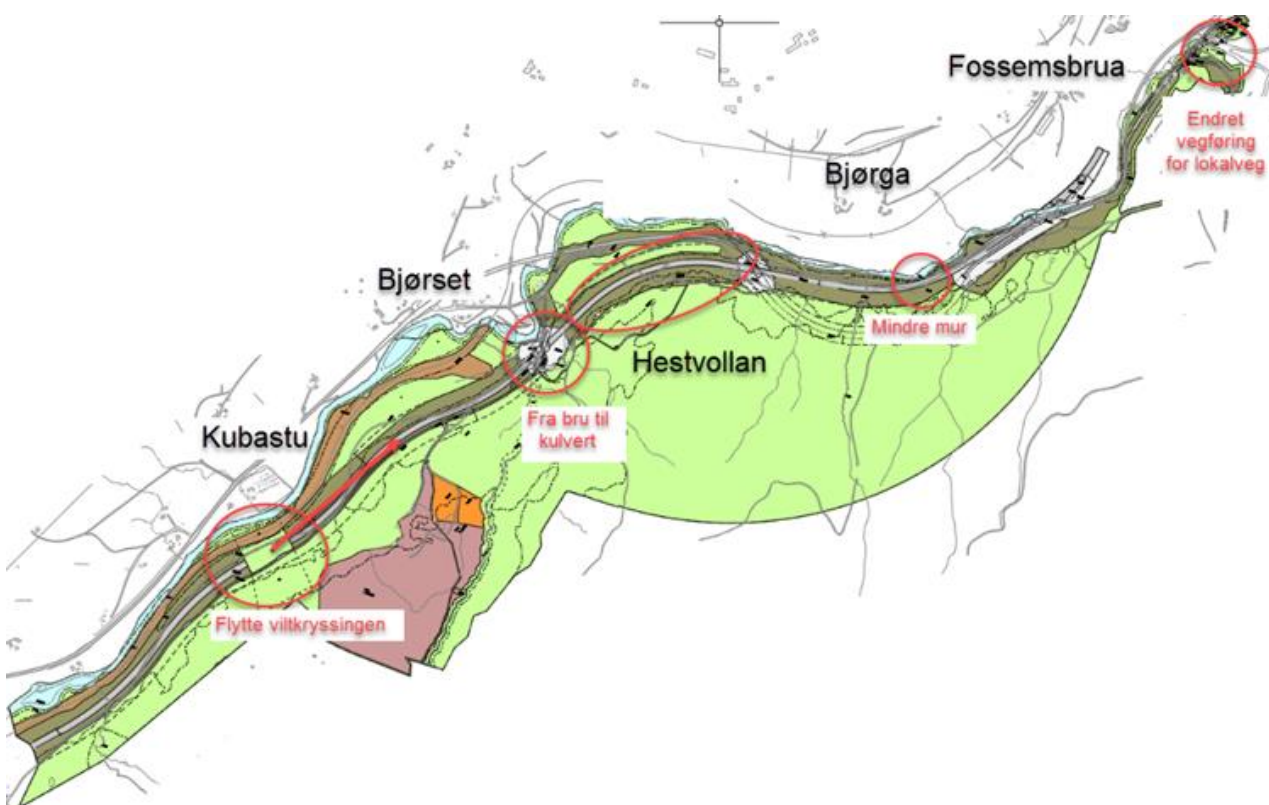 Fossemsbrua
Endret
vegføring
for lokalveg
Bjørga
Bjørset
Mindre mur
Hestvollan
Fra bru til
kulvert
Kubastu
Flytte viltkryssingen